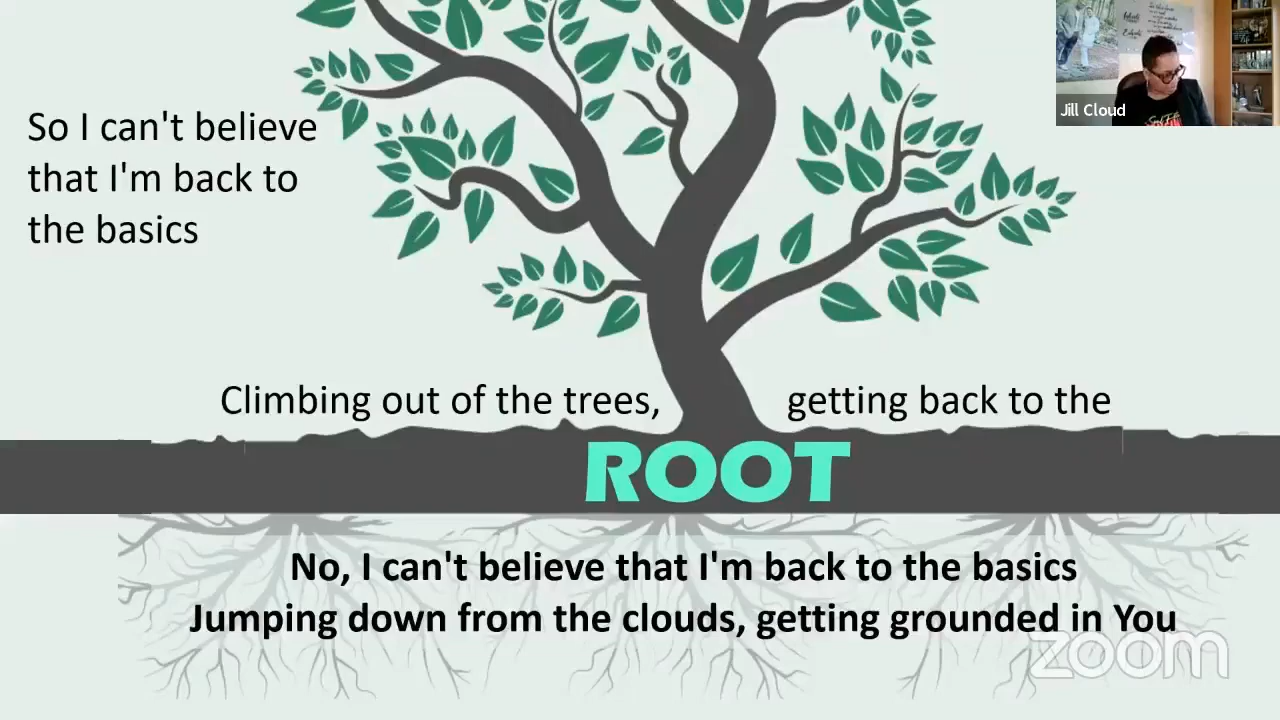 So I can't believe
that I'm back to
the basics
Jill Cloud
Climbing out of the trees, getting back to the
ROOT
No, I can't believe that I'm back to the basics
Jumping down from the clouds, getting grounded in You
zoom